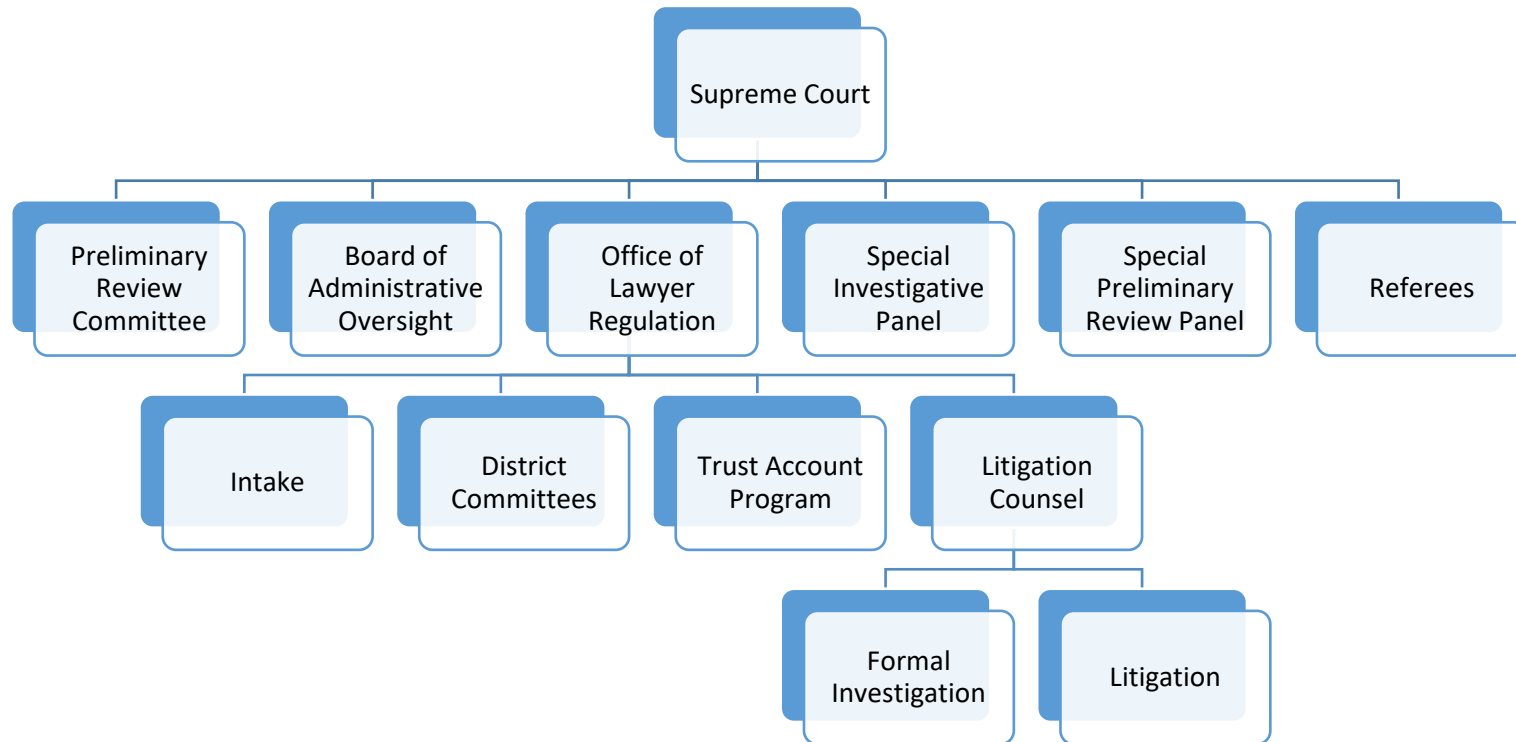 Supreme Court
Preliminary
Review
Committee
Board of
Administrative
Oversight
Office of
Lawyer
Regulation
Special
Investigative
Panel
Special
Preliminary
Review Panel
Referees
Intake
District
Committees
Trust Account
Program
Litigation
Counsel
Formal
Investigation
Litigation